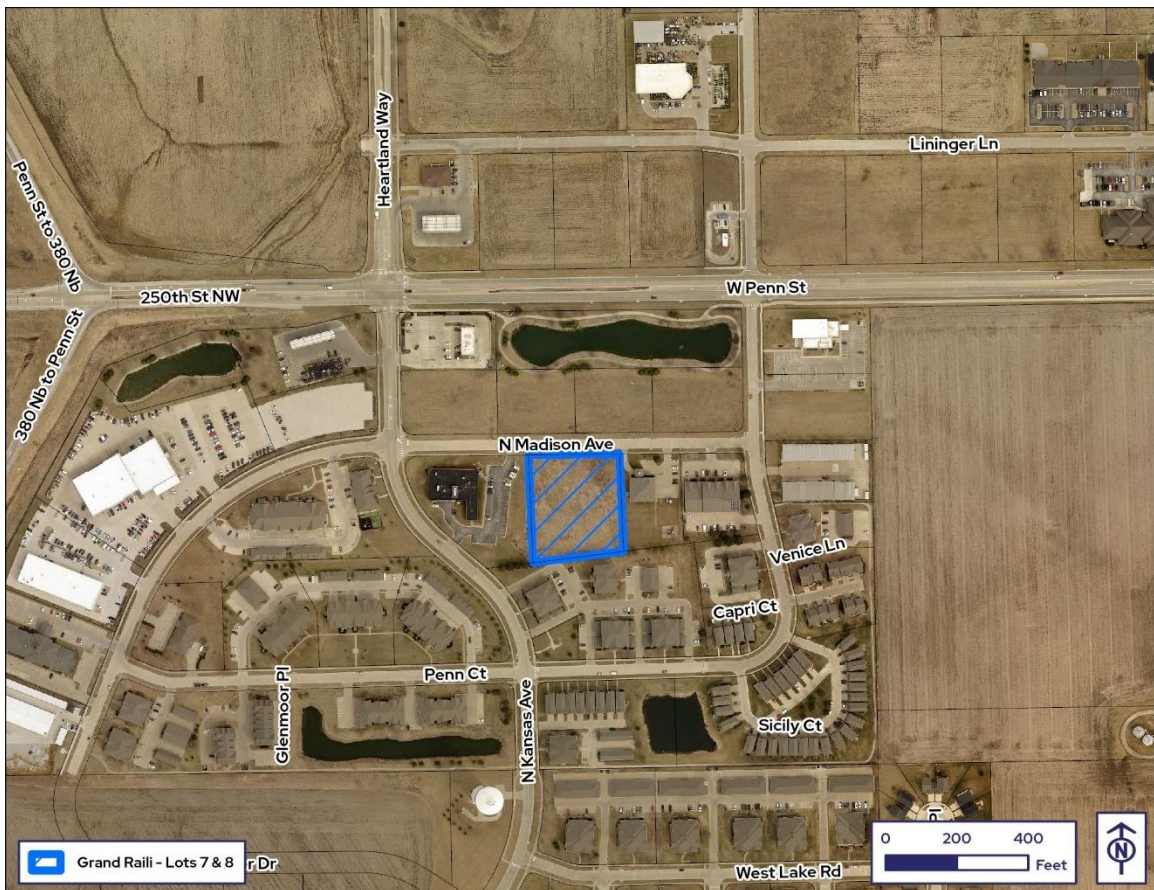 Heartland Way
Lininger Ln
Penn St to 380 Nb
250th St NW
W Penn St
380 Nb to Penn St
N Madison Ave
Venice Ln
Capri Ct
Penn Ct
Glenmoor Pl
N Kansas Ave
Sicily Ct
Pl
0 200 400
Feet
N
Grand Raili - Lots 7 & 8
r Dr
West Lake Rd